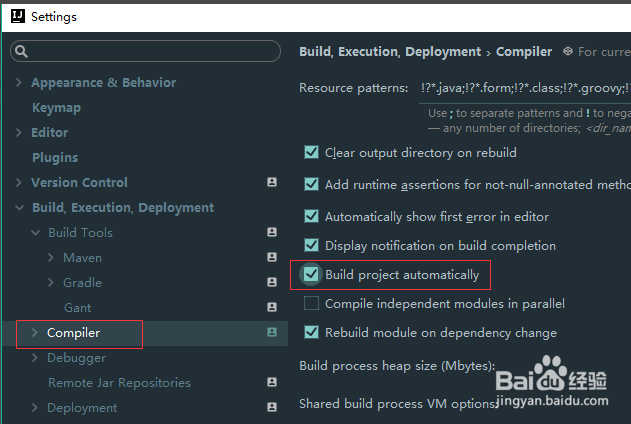 Settings
Build, Execution, Deployment › Compiler For curre
Appearance & Behavior
Keymap
Editor
Plugins
Version Control
Build, Execution, Deployment
Build Tools
Maven
Gradle
Gant
Compiler
Debugger
Remote Jar Repositories
Deployment
Resource patterns: !?*.java;!?*.form;!?*.class;!?*.groovy;!?
Use ; to separate patterns and ! to nega
— any number of directories; <dir_nam
Clear output directory on rebuild
Add runtime assertions for not-null-annotated metho
Automatically show first error in editor
Display notification on build completion
Build project automatically
Compile independent modules in parallel
Rebuild module on dependency change
Build process heap size (Mbytes):
Shared build process VM options:
Baidu经验
jingyan.baidu.com